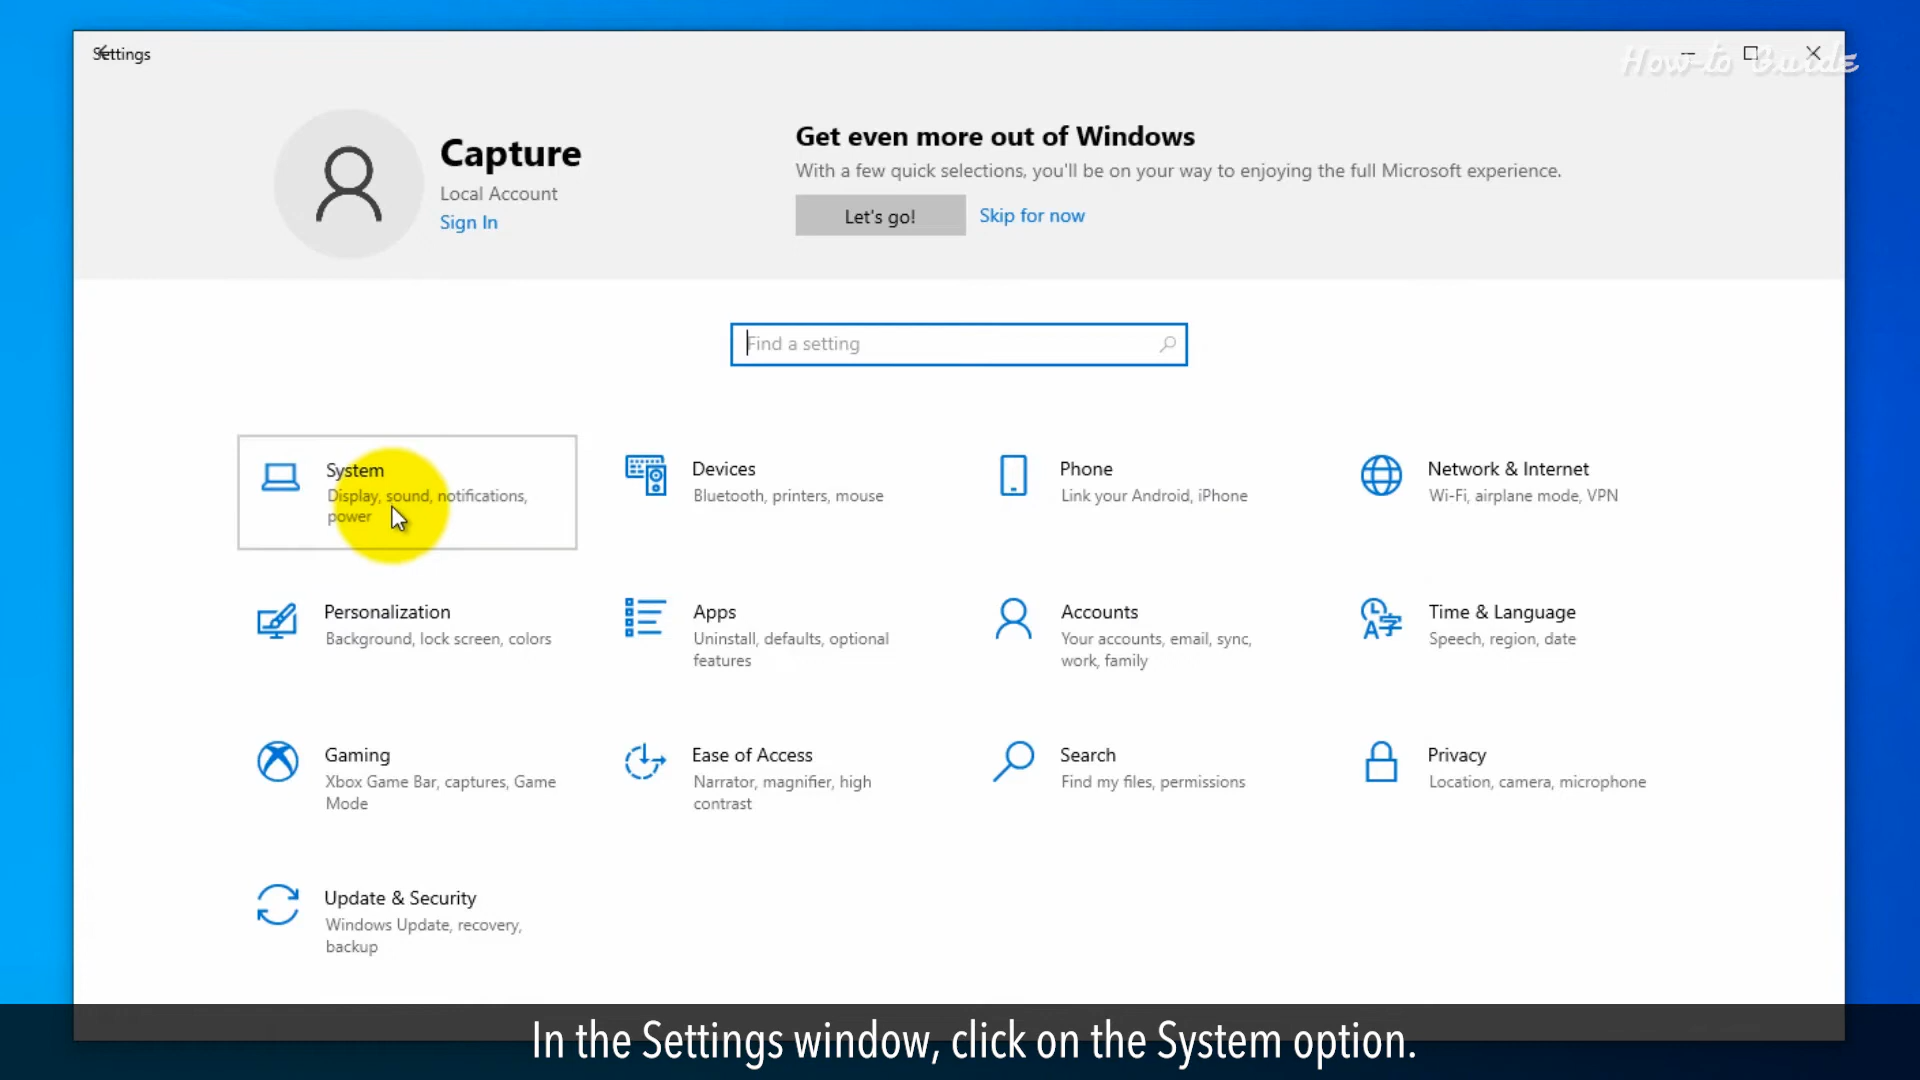 Settings
How-to Guide
Capture
Local Account
Sign In
Get even more out of Windows
With a few quick selections, you'll be on your way to enjoying the full Microsoft experience.
Let's go!
Skip for now
Find a setting
System
Display, sound, notifications,
power
Devices
Bluetooth, printers, mouse
Phone
Link your Android, iPhone
Network & Internet
Wi-Fi, airplane mode, VPN
Personalization
Background, lock screen, colors
Apps
Uninstall, defaults, optional
features
Accounts
Your accounts, email, sync,
work, family
Time & Language
Speech, region, date
Gaming
Xbox Game Bar, captures, Game
Mode
Ease of Access
Narrator, magnifier, high
contrast
Search
Find my files, permissions
Privacy
Location, camera, microphone
Update & Security
Windows Update, recovery,
backup
In the Settings window, click on the System option.